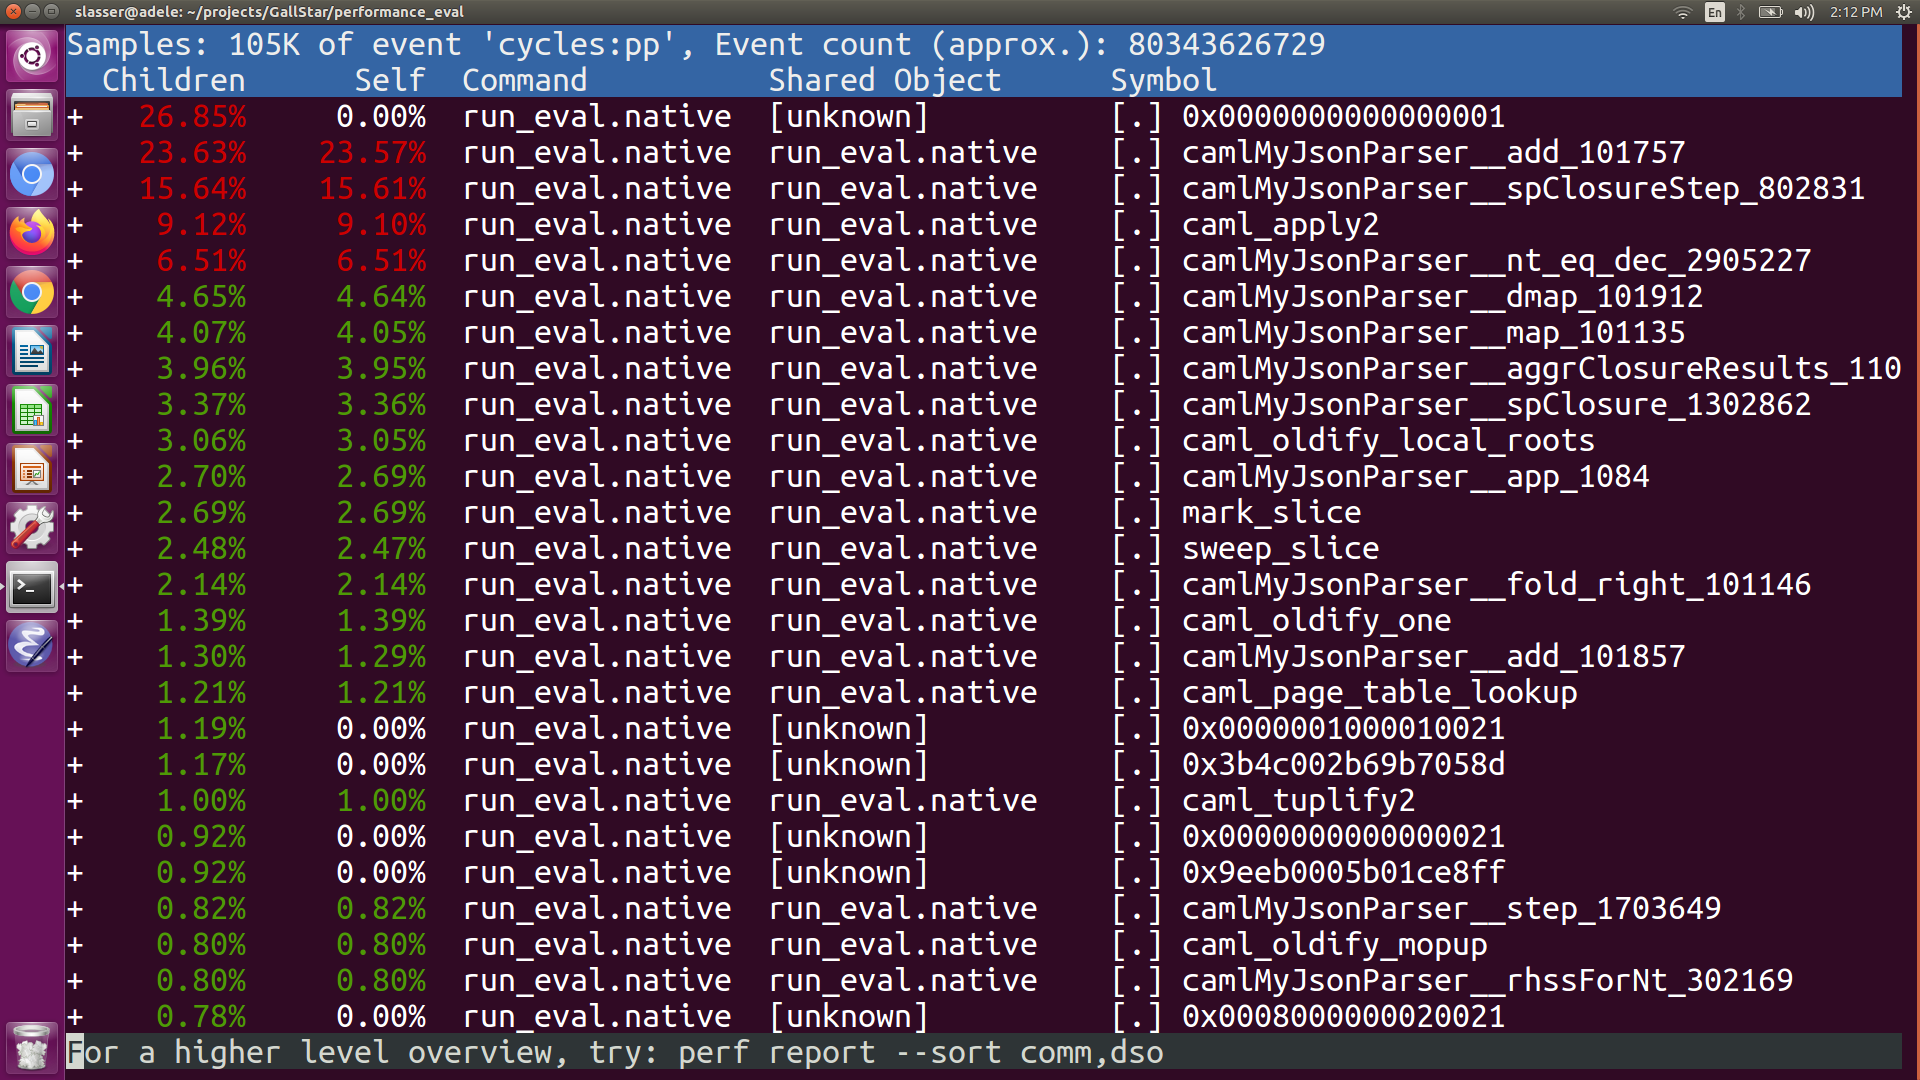 slasser@adele: ~/projects/GallStar/performance_eval En 2:12 PM
Samples: 105K of event 'cycles:pp', Event count (approx.): 80343626729
Children Self Command Shared Object Symbol
+ 26.85% 0.00% run_eval.native [unknown] [.] 0x0000000000000001
+ 23.63% 23.57% run_eval.native run_eval.native [.] camlMyJsonParser__add_101757
+ 15.64% 15.61% run_eval.native run_eval.native [.] camlMyJsonParser__spClosureStep_802831
+ 9.12% 9.10% run_eval.native run_eval.native [.] caml_apply2
+ 6.51% 6.51% run_eval.native run_eval.native [.] camlMyJsonParser__nt_eq_dec_2905227
+ 4.65% 4.64% run_eval.native run_eval.native [.] camlMyJsonParser__dmap_101912
+ 4.07% 4.05% run_eval.native run_eval.native [.] camlMyJsonParser__map_101135
+ 3.96% 3.95% run_eval.native run_eval.native [.] camlMyJsonParser__aggrClosureResults_110
+ 3.37% 3.36% run_eval.native run_eval.native [.] camlMyJsonParser__spClosure_1302862
+ 3.06% 3.05% run_eval.native run_eval.native [.] caml_oldify_local_roots
+ 2.70% 2.69% run_eval.native run_eval.native [.] camlMyJsonParser__app_1084
+ 2.69% 2.69% run_eval.native run_eval.native [.] mark_slice
+ 2.48% 2.47% run_eval.native run_eval.native [.] sweep_slice
+ 2.14% 2.14% run_eval.native run_eval.native [.] camlMyJsonParser__fold_right_101146
+ 1.39% 1.39% run_eval.native run_eval.native [.] caml_oldify_one
+ 1.30% 1.29% run_eval.native run_eval.native [.] camlMyJsonParser__add_101857
+ 1.21% 1.21% run_eval.native run_eval.native [.] caml_page_table_lookup
+ 1.19% 0.00% run_eval.native [unknown] [.] 0x0000001000010021
+ 1.17% 0.00% run_eval.native [unknown] [.] 0x3b4c002b69b7058d
+ 1.00% 1.00% run_eval.native run_eval.native [.] caml_tuplify2
+ 0.92% 0.00% run_eval.native [unknown] [.] 0x0000000000000021
+ 0.92% 0.00% run_eval.native [unknown] [.] 0x9eeb0005b01ce8ff
+ 0.82% 0.82% run_eval.native run_eval.native [.] camlMyJsonParser__step_1703649
+ 0.80% 0.80% run_eval.native run_eval.native [.] caml_oldify_mopup
+ 0.80% 0.80% run_eval.native run_eval.native [.] camlMyJsonParser__rhssForNt_302169
+ 0.78% 0.00% run_eval.native [unknown] [.] 0x0008000000020021
For a higher level overview, try: perf report --sort comm,dso